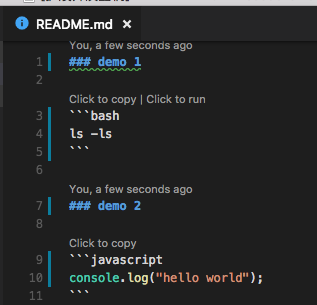 README.md ×
You, a few seconds ago
1 ### demo 1
2
Click to copy | Click to run
3 ```bash
4 ls -ls
5 ```
6
You, a few seconds ago
7 ### demo 2
8
Click to copy
9 ```javascript
10 console.log("hello world");
11 ```